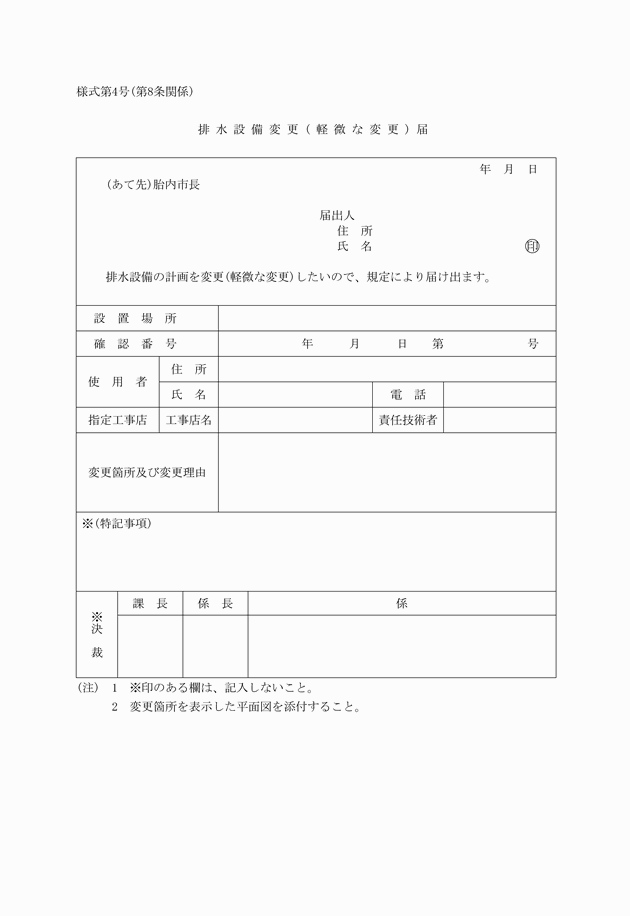 様式第4号(第8条関係)
排水設備変更(軽微な変更)届
年　月　日
(あて先)胎内市長
届出人
住　所
氏　名　㊞
排水設備の計画を変更(軽微な変更)したいので、規定により届け出ます。
設　置　場　所
確　認　番　号　年　月　日　第　号
使　用　者　住　所
氏　名　電　話
指定工事店　工事店名　責任技術者
変更箇所及び変更理由
※(特記事項)
※決　裁　課　長　係　長　係
(注)　1　※印のある欄は、記入しないこと。
2　変更箇所を表示した平面図を添付すること。